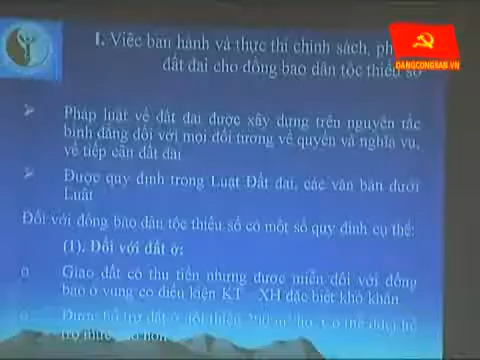 I. Việc ban hành và thực thi chính sách,
đất đai cho đồng bào dân tộc thiểu số
DANGCONGSAN.VN
Pháp luật về đất đai được xây dựng trên nguyên tắc
bình đẳng đối với mọi đối tượng về quyền và nghĩa vụ,
về tiếp cận đất đai
Được quy định trong Luật Đất đai, các văn bản dưới
Luật
Đối với đồng bào dân tộc thiểu số có một số quy định cụ thể:
(1). Đối với đất ở:
Giao đất có thu tiền nhưng được miễn đối với đồng
bào ở vùng có điều kiện KT XH đặc biệt khó khăn
Được hỗ trợ đất ở